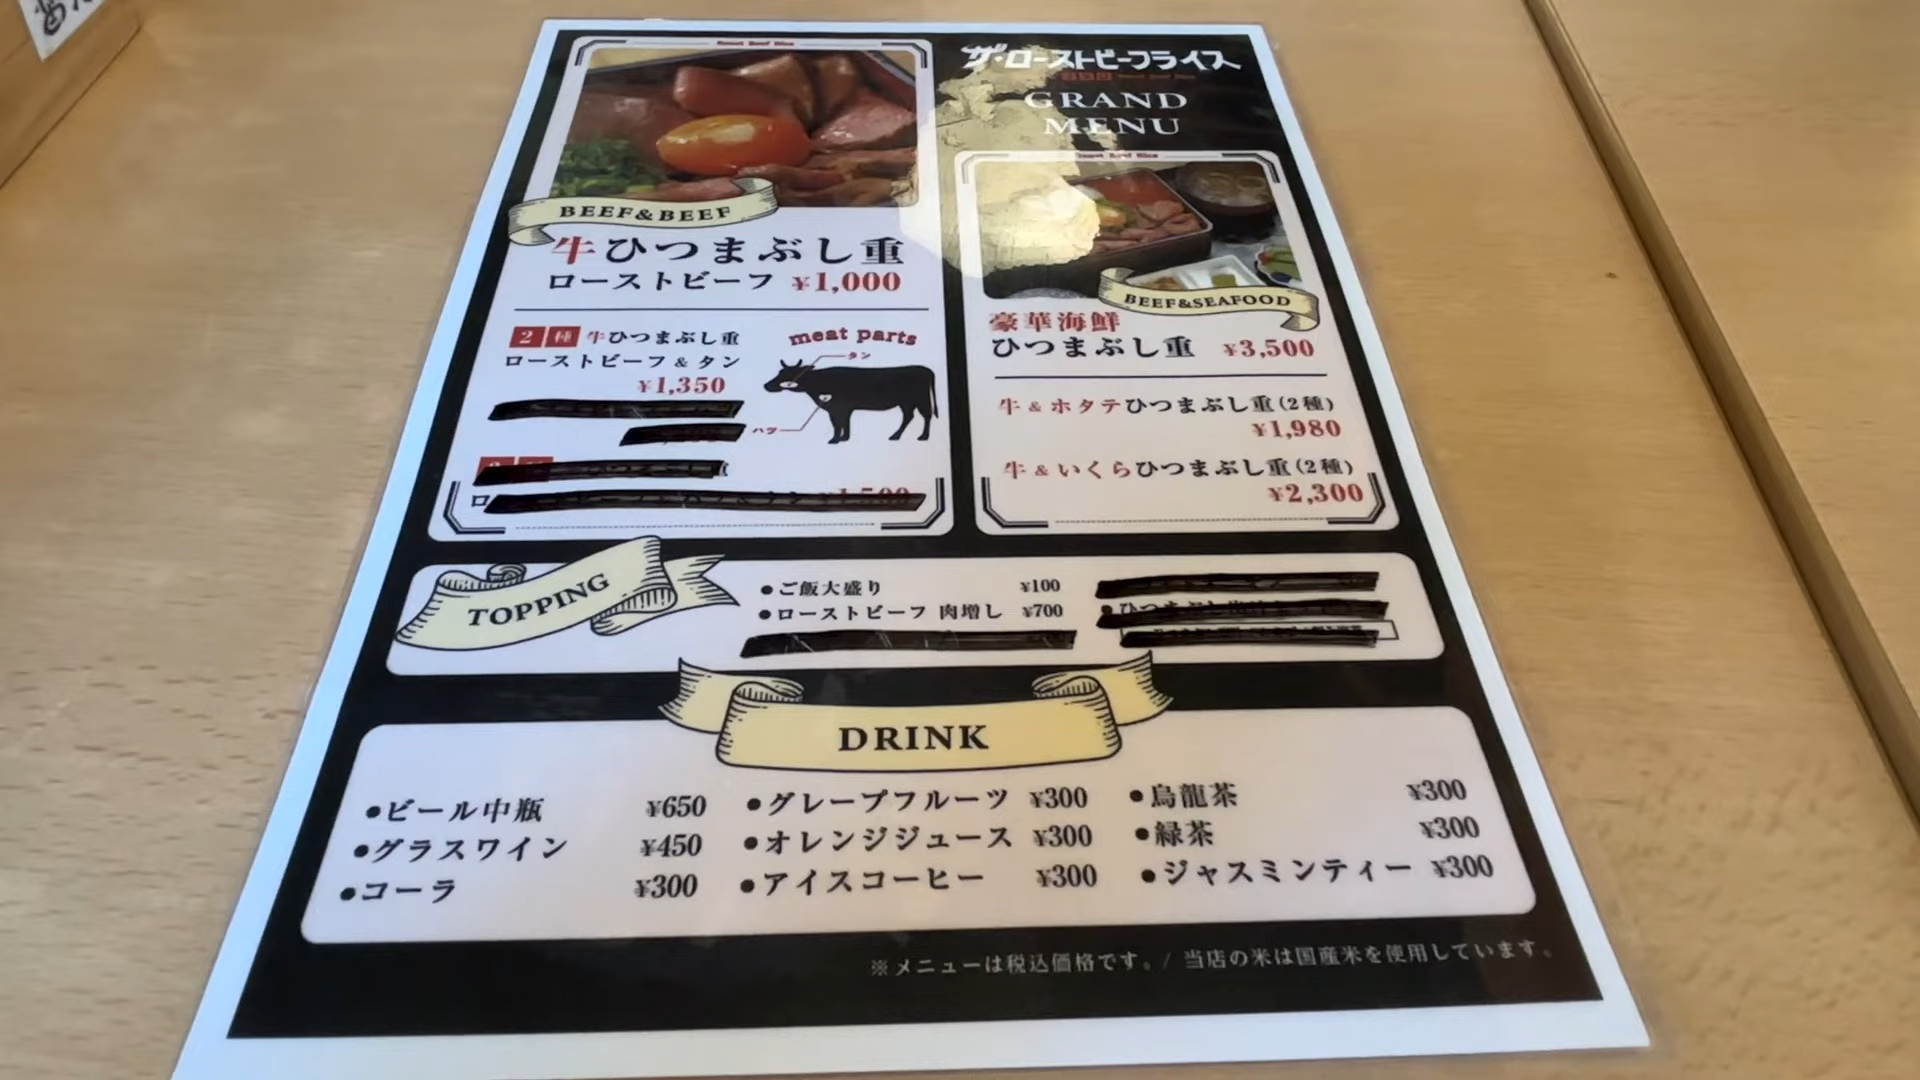 ザ・ローストビーフライス
GRAND
MENU
Roast Beef Rice
BEEF&BEEF
牛ひつまぶし重
ローストビーフ ¥1,000
2種 牛ひつまぶし重
ローストビーフ & タン
¥1,350
meat parts
タン
ハツ
¥1,500
Roast Beef Rice
BEEF&SEAFOOD
豪華海鮮
ひつまぶし重 ¥3,500
牛 & ホタテひつまぶし重(2種)
¥1,980
牛 & いくらひつまぶし重(2種)
¥2,300
TOPPING
●ご飯大盛り ¥100
●ローストビーフ 肉増し ¥700
DRINK
●ビール中瓶 ¥650
●グラスワイン ¥450
●コーラ ¥300
●グレープフルーツ ¥300
●オレンジジュース ¥300
●アイスコーヒー ¥300
●烏龍茶 ¥300
●緑茶 ¥300
●ジャスミンティー ¥300
※メニューは税込価格です。/ 当店の米は国産米を使用しています。